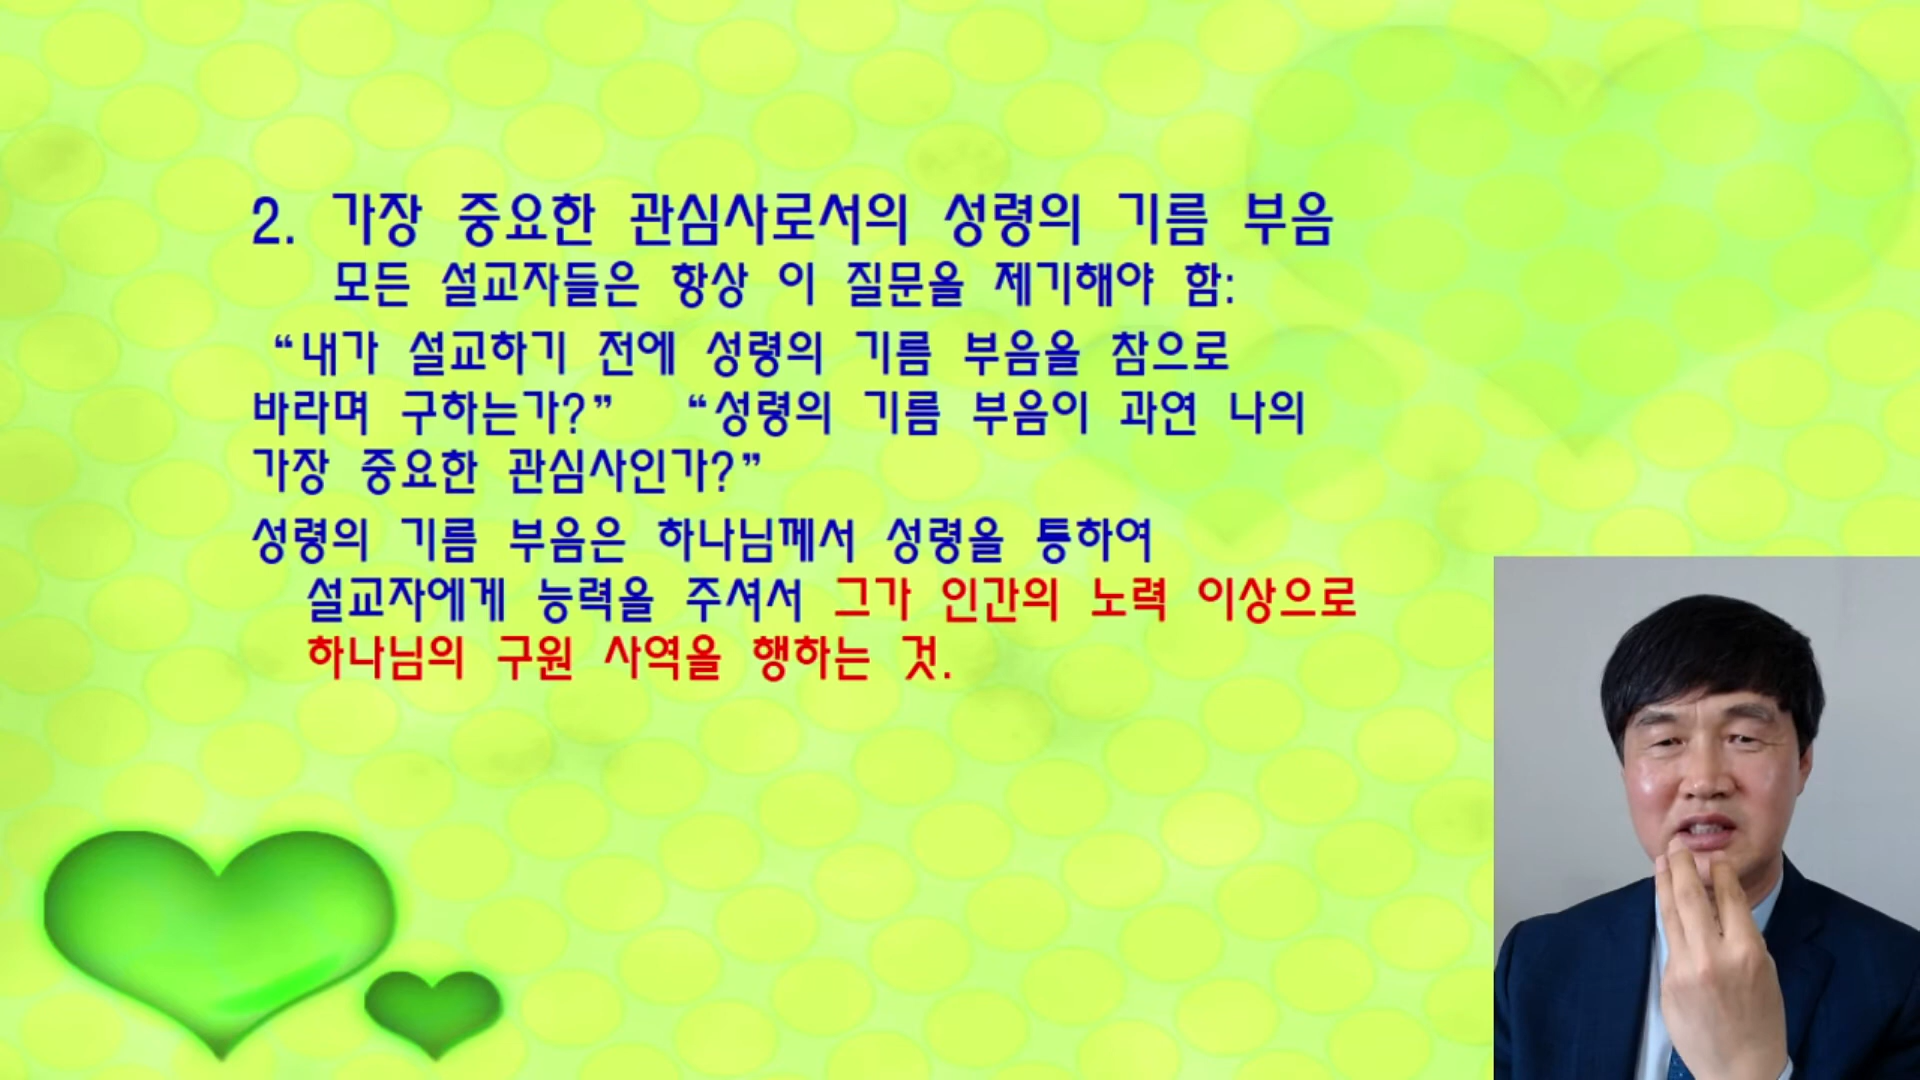 2. 가장 중요한 관심사로서의 성령의 기름 부음
모든 설교자들은 항상 이 질문을 제기해야 함:
“내가 설교하기 전에 성령의 기름 부음을 참으로
바라며 구하는가?” “성령의 기름 부음이 과연 나의
가장 중요한 관심사인가?”
성령의 기름 부음은 하나님께서 성령을 통하여
설교자에게 능력을 주셔서 그가 인간의 노력 이상으로
하나님의 구원 사역을 행하는 것.